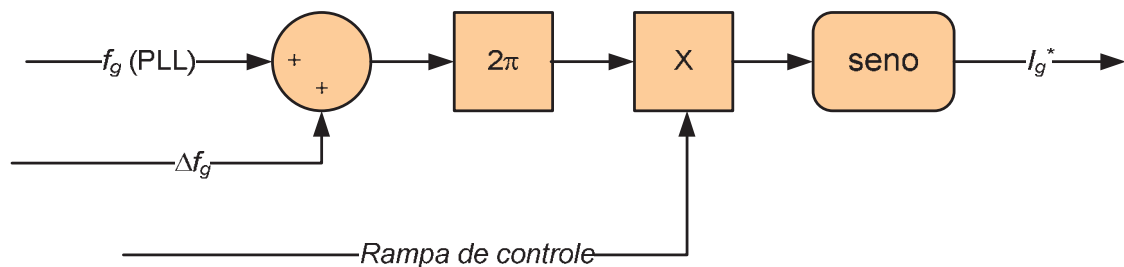 f_g (PLL)
+
+
2π
X
seno
I_g*
Δf_g
Rampa de controle